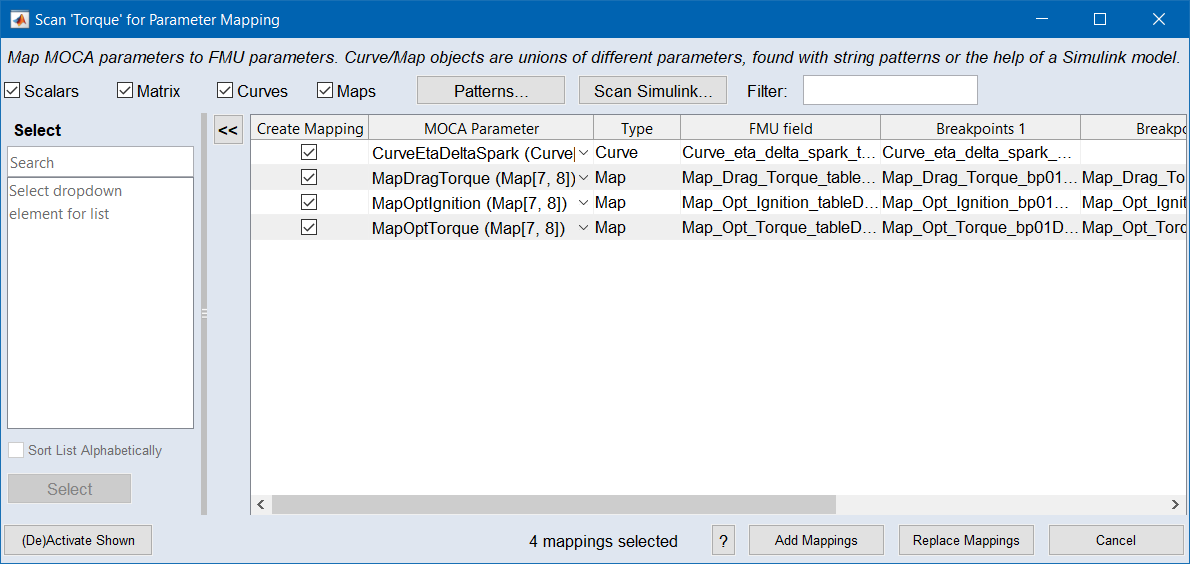 Scan 'Torque' for Parameter Mapping
Map MOCA parameters to FMU parameters. Curve/Map objects are unions of different parameters, found with string patterns or the help of a Simulink model.
Scalars Matrix Curves Maps Patterns... Scan Simulink... Filter:
Select
Search
Select dropdown
element for list
Sort List Alphabetically
Select
<<
Create Mapping MOCA Parameter Type FMU field Breakpoints 1 Breakpo
CurveEtaDeltaSpark (Curve[ Curve Curve_eta_delta_spark_t... Curve_eta_delta_spark_...
MapDragTorque (Map[7, 8]) Map Map_Drag_Torque_table... Map_Drag_Torque_bp01... Map_Drag_To
MapOptIgnition (Map[7, 8]) Map Map_Opt_Ignition_tableD... Map_Opt_Ignition_bp01... Map_Opt_Ignit
MapOptTorque (Map[7, 8]) Map Map_Opt_Torque_tableD... Map_Opt_Torque_bp01D... Map_Opt_Torq
(De)Activate Shown 4 mappings selected ? Add Mappings Replace Mappings Cancel